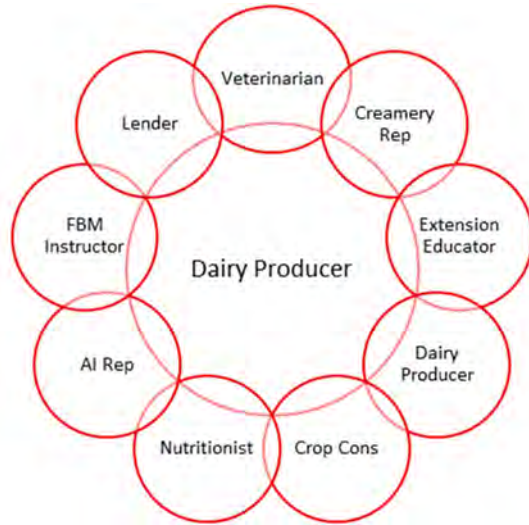 Veterinarian
Creamery
Rep
Extension
Educator
Dairy
Producer
Crop Cons
Nutritionist
AI Rep
FBM
Instructor
Lender
Dairy Producer